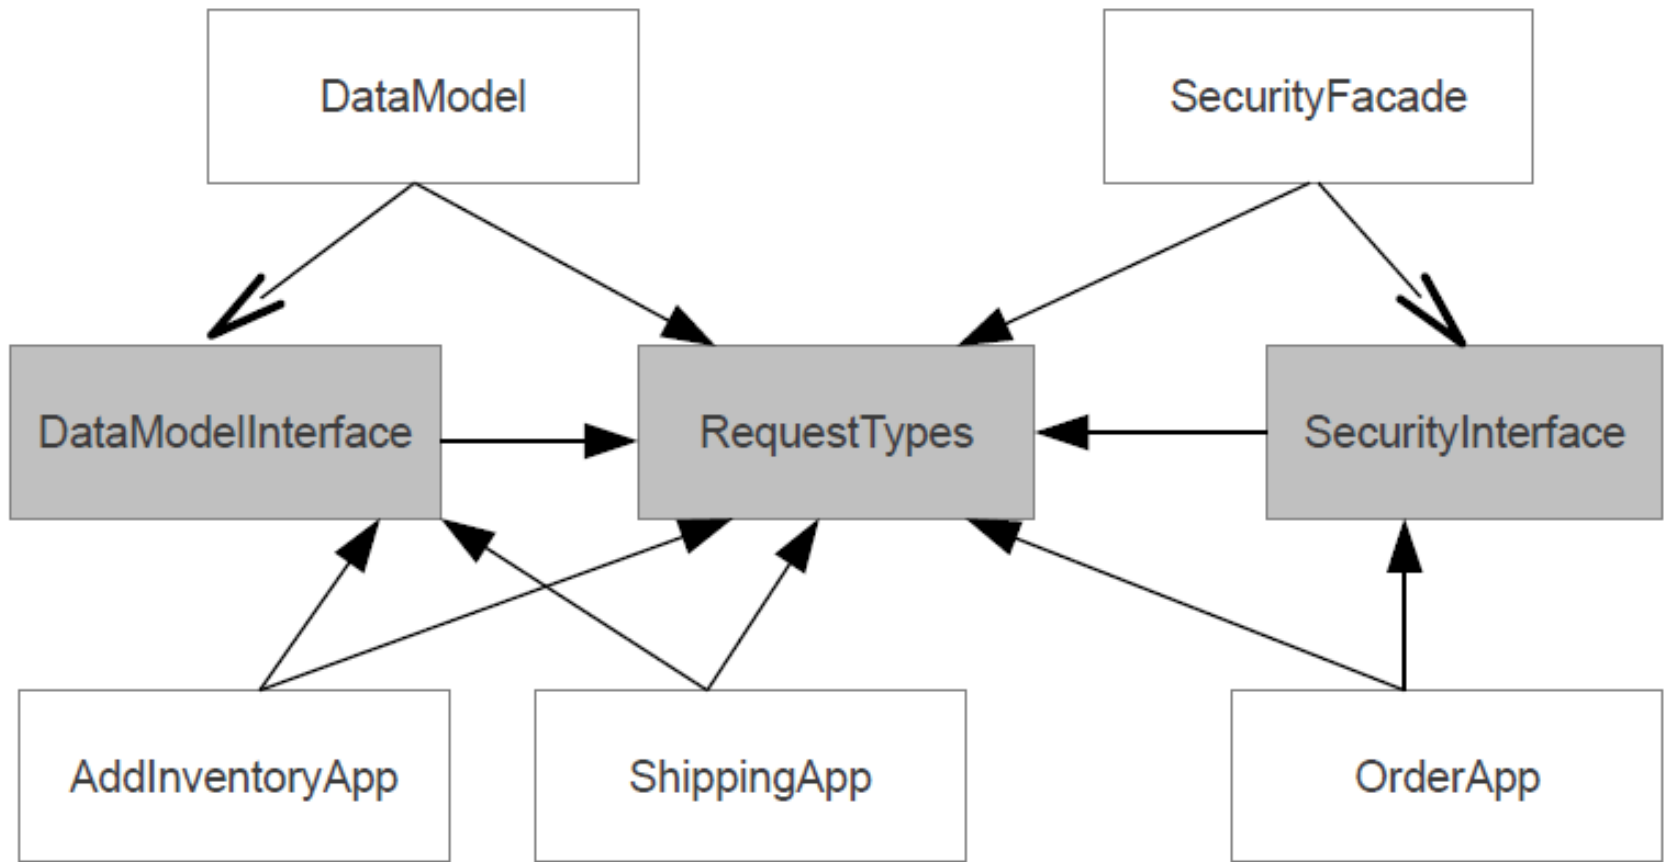 DataModel
SecurityFacade
DataModelInterface
RequestTypes
SecurityInterface
AddInventoryApp
ShippingApp
OrderApp